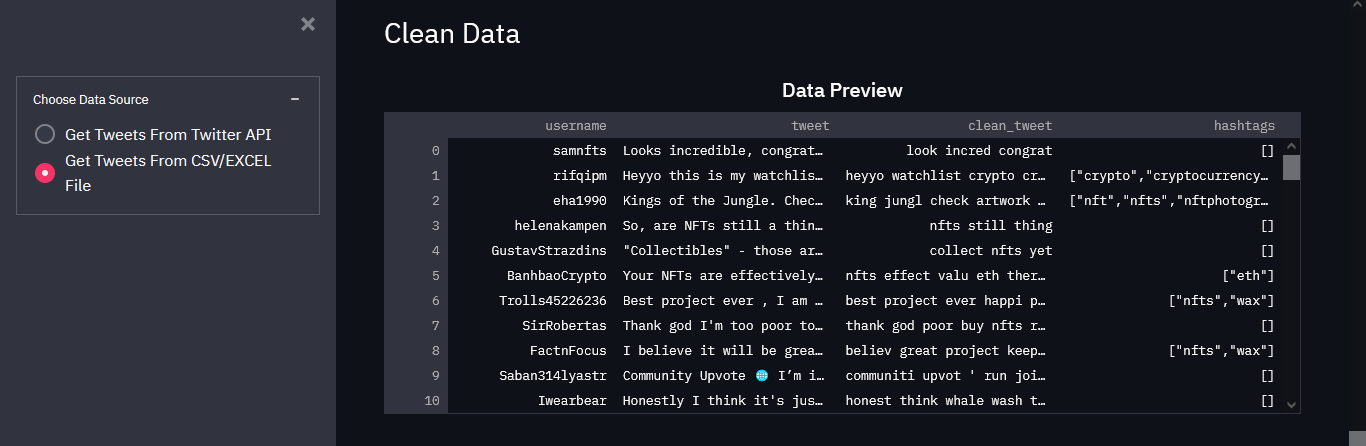 Clean Data
Choose Data Source
Get Tweets From Twitter API
Get Tweets From CSV/EXCEL
File
Data Preview
username tweet clean_tweet hashtags
0 samnfts Looks incredible, congrat… look incred congrat []
1 rifqipm Heyyo this is my watchlis… heyyo watchlist crypto cr… ["crypto","cryptocurrency…
2 eha1990 Kings of the Jungle. Chec… king jungl check artwork … ["nft","nfts","nftphotogr…
3 helenakampen So, are NFTs still a thin… nfts still thing []
4 GustavStrazdins "Collectibles" - those ar… collect nfts yet []
5 BanhbaoCrypto Your NFTs are effectively… nfts effect valu eth ther… ["eth"]
6 Trolls45226236 Best project ever , I am … best project ever happi p… ["nfts","wax"]
7 SirRobertas Thank god I'm too poor to… thank god poor buy nfts r… []
8 FactnFocus I believe it will be grea… believ great project keep… ["nfts","wax"]
9 Saban314lyastr Community Upvote 🌐 I’m i… communiti upvot ' run joi… []
10 Iwearbear Honestly I think it's jus… honest think whale wash t… []